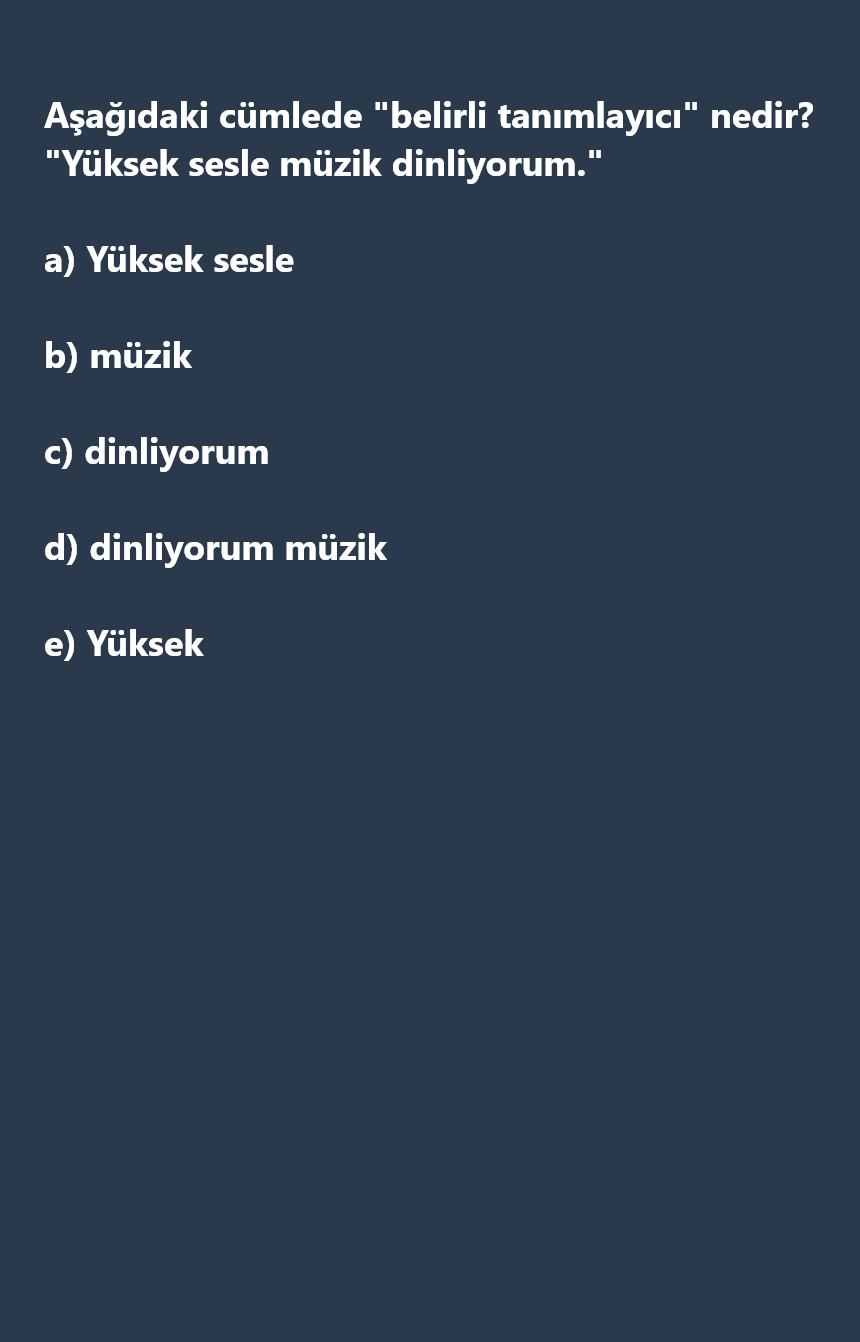 Aşağıdaki cümlede "belirli tanımlayıcı" nedir?
"Yüksek sesle müzik dinliyorum."
a) Yüksek sesle
b) müzik
c) dinliyorum
d) dinliyorum müzik
e) Yüksek